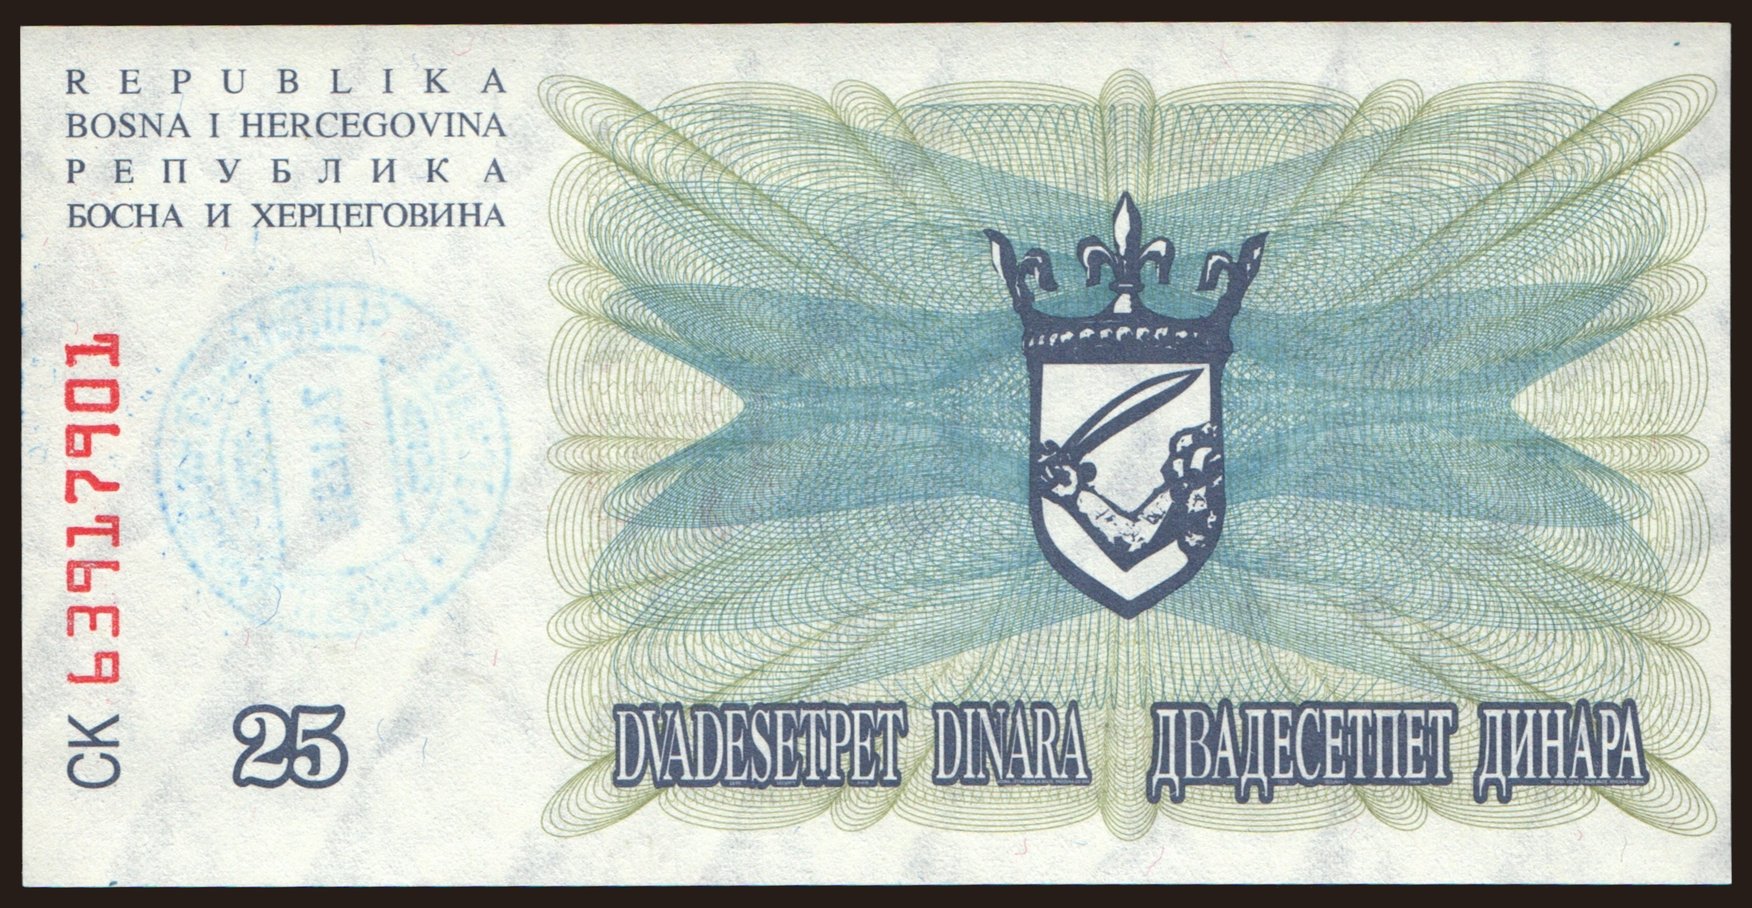 REPUBLIKA
BOSNA I HERCEGOVINA
РЕПУБЛИКА
БОСНА И ХЕРЦЕГОВИНА
CK 63917901
25
DVADESETPET DINARA ДВАДЕСЕТПЕТ ДИНАРА